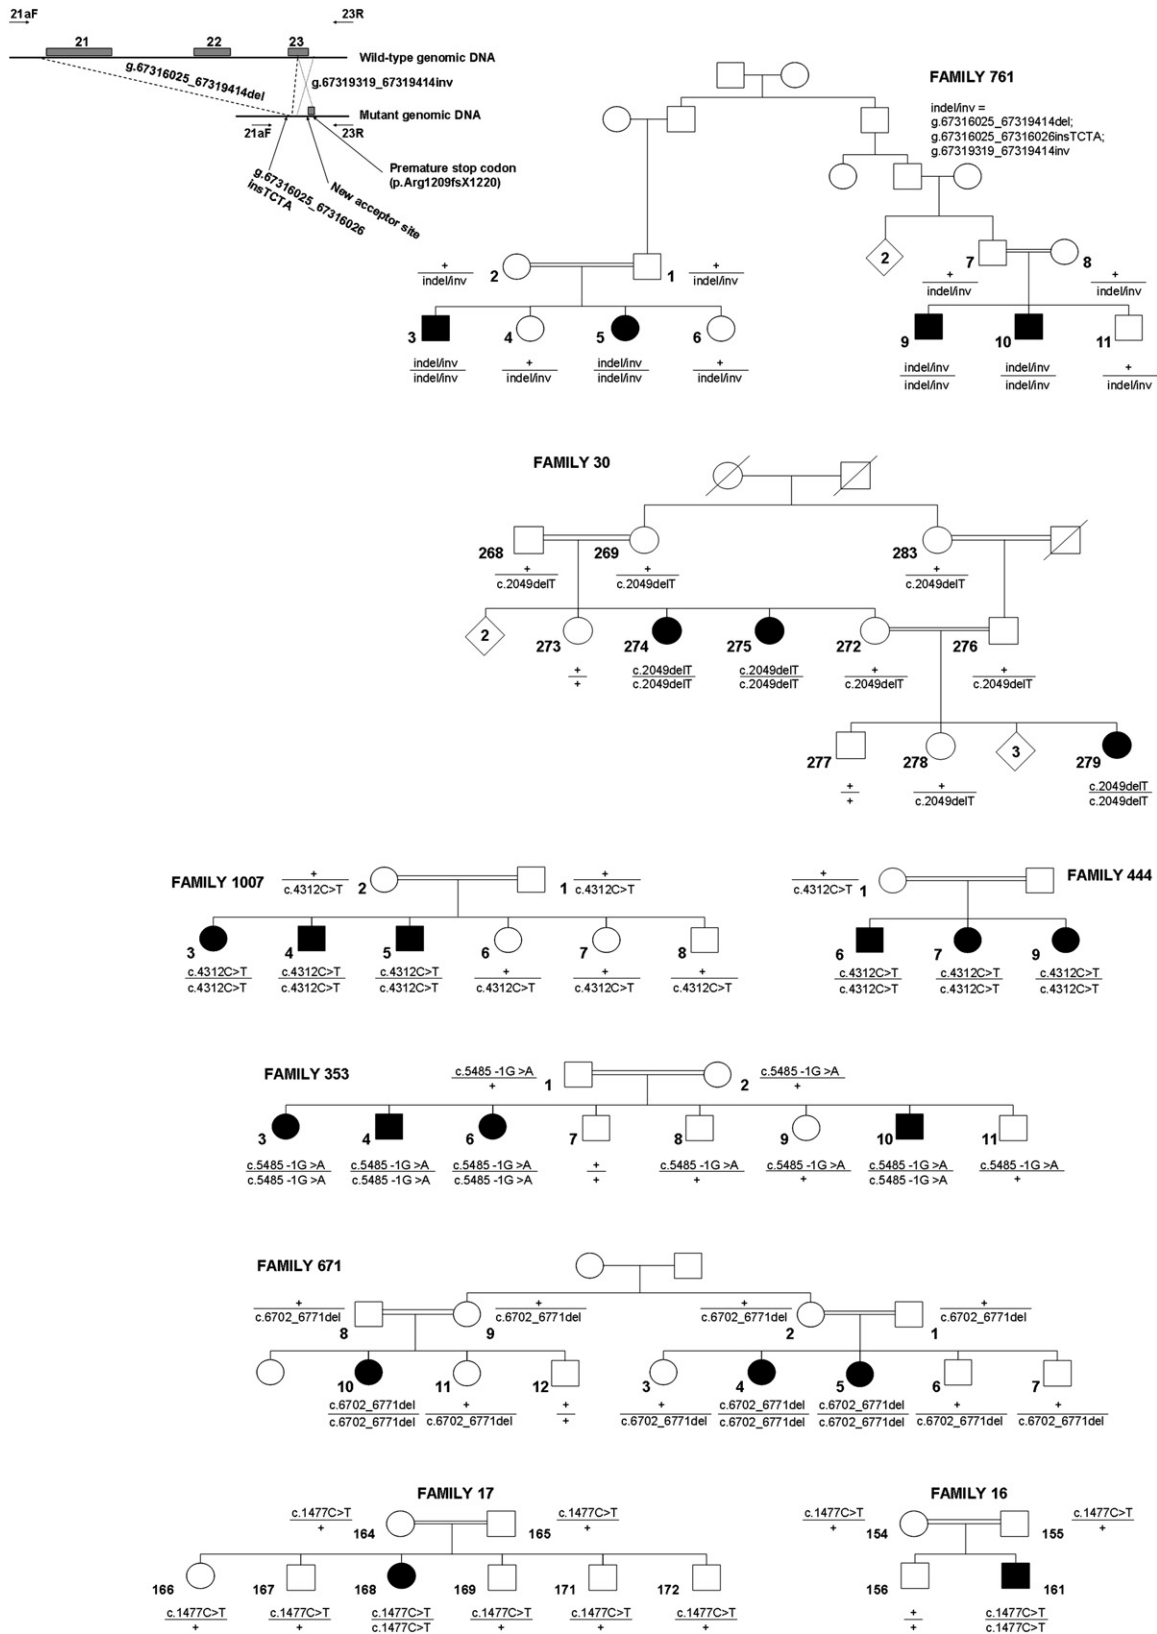 21aF
23R
21
22
23
Wild-type genomic DNA
g.67316025_67319414del
g.67319319_67319414inv
Mutant genomic DNA
21aF
23R
Premature stop codon
(p.Arg1209fsX1220)
g.67316025_67316026
insTCTA
New acceptor site
FAMILY 761
indel/inv =
g.67316025_67319414del;
g.67316025_67316026insTCTA;
g.67319319_67319414inv
2
7
8
+
indel/inv
+
indel/inv
+
indel/inv
2
1
+
indel/inv
3
4
5
6
indel/inv
indel/inv
+
indel/inv
indel/inv
indel/inv
+
indel/inv
9
10
11
indel/inv
indel/inv
indel/inv
indel/inv
+
indel/inv
FAMILY 30
268
269
283
+
c.2049delT
+
c.2049delT
+
c.2049delT
2
273
274
275
272
276
+
+
c.2049delT
c.2049delT
c.2049delT
c.2049delT
+
c.2049delT
+
c.2049delT
277
278
3
279
+
+
+
c.2049delT
c.2049delT
c.2049delT
FAMILY 1007
+
c.4312C>T
2
1
+
c.4312C>T
3
4
5
6
7
8
c.4312C>T
c.4312C>T
c.4312C>T
c.4312C>T
c.4312C>T
c.4312C>T
+
c.4312C>T
+
c.4312C>T
+
c.4312C>T
FAMILY 444
+
c.4312C>T
1
6
7
9
c.4312C>T
c.4312C>T
c.4312C>T
c.4312C>T
c.4312C>T
c.4312C>T
FAMILY 353
c.5485 -1G >A
+
1
2
c.5485 -1G >A
+
3
4
6
7
8
9
10
11
c.5485 -1G >A
c.5485 -1G >A
c.5485 -1G >A
c.5485 -1G >A
c.5485 -1G >A
c.5485 -1G >A
+
+
c.5485 -1G >A
+
c.5485 -1G >A
+
c.5485 -1G >A
c.5485 -1G >A
c.5485 -1G >A
+
FAMILY 671
+
c.6702_6771del
8
9
+
c.6702_6771del
+
c.6702_6771del
2
1
+
c.6702_6771del
10
11
12
3
4
5
6
7
c.6702_6771del
c.6702_6771del
+
c.6702_6771del
+
+
+
c.6702_6771del
c.6702_6771del
c.6702_6771del
c.6702_6771del
c.6702_6771del
+
c.6702_6771del
+
c.6702_6771del
FAMILY 17
c.1477C>T
+
164
165
c.1477C>T
+
166
167
168
169
171
172
c.1477C>T
+
c.1477C>T
+
c.1477C>T
c.1477C>T
c.1477C>T
+
c.1477C>T
+
c.1477C>T
+
FAMILY 16
c.1477C>T
+
154
155
c.1477C>T
+
156
161
+
+
c.1477C>T
c.1477C>T